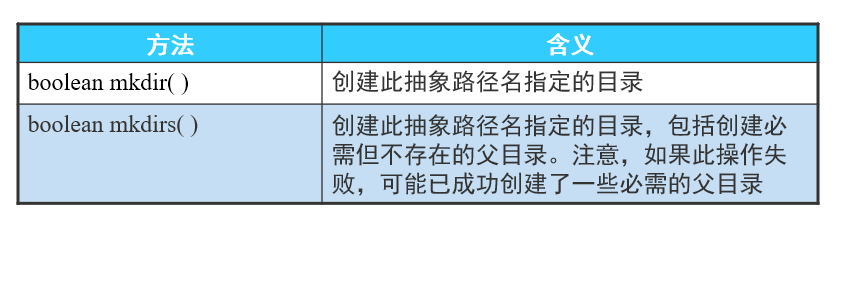 方法 含义
boolean mkdir( ) 创建此抽象路径名指定的目录
boolean mkdirs( ) 创建此抽象路径名指定的目录，包括创建必
需但不存在的父目录。注意，如果此操作失
败，可能已成功创建了一些必需的父目录